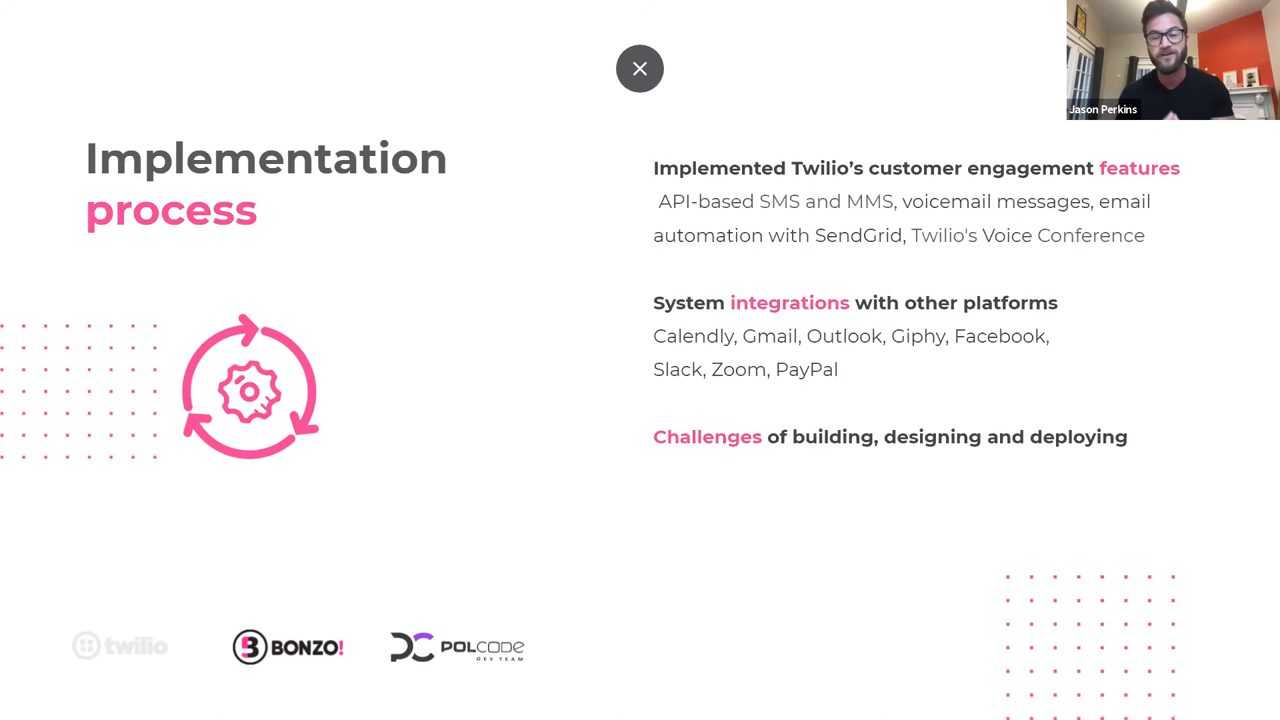 Jason Perkins
Implementation
process
Implemented Twilio’s customer engagement features
API-based SMS and MMS, voicemail messages, email
automation with SendGrid, Twilio's Voice Conference
System integrations with other platforms
Calendly, Gmail, Outlook, Giphy, Facebook,
Slack, Zoom, PayPal
Challenges of building, designing and deploying
twilio
B BONZO!
PC POLCODE
DEV TEAM